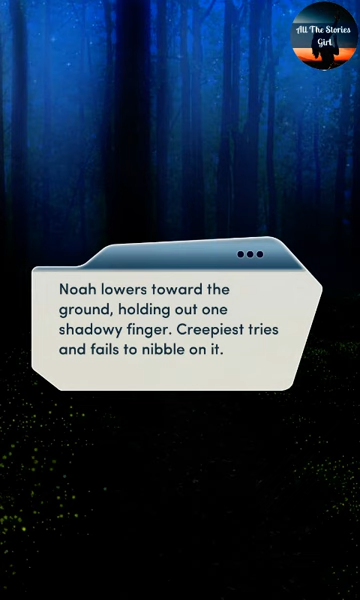 All The Stories
Girl
Noah lowers toward the
ground, holding out one
shadowy finger. Creepiest tries
and fails to nibble on it.